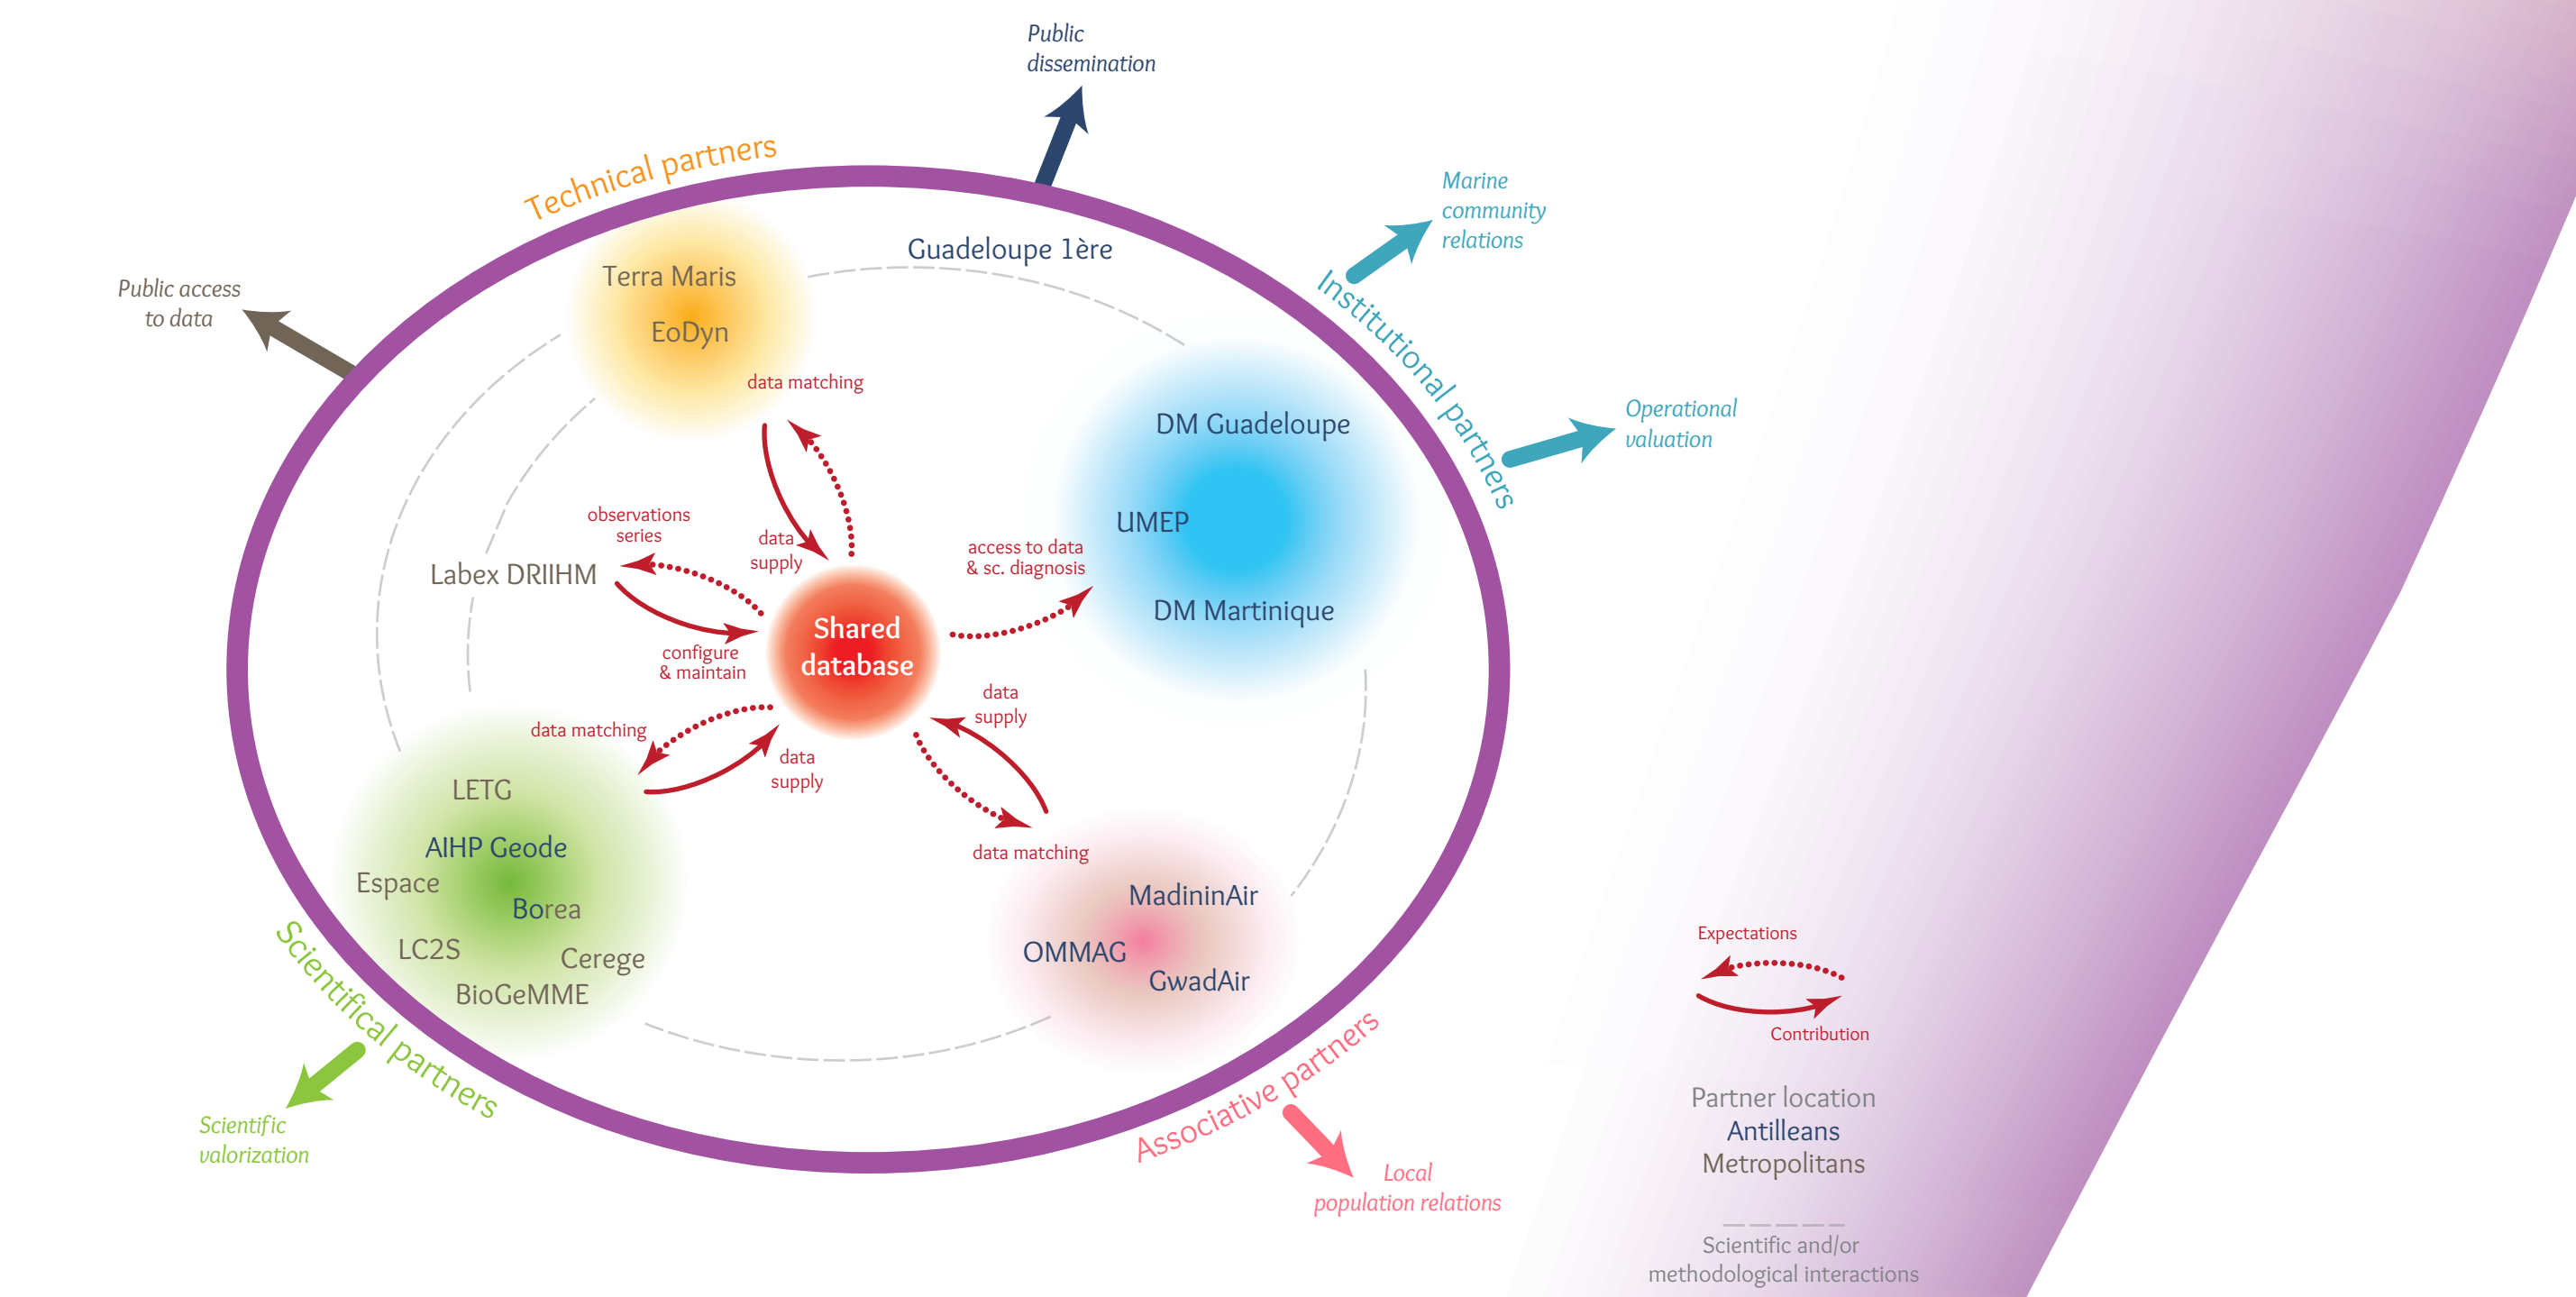 Public
dissemination
Technical partners
Marine
community
relations
Guadeloupe 1ère
Terra Maris
EoDyn
Institutional partners
Public access
to data
data matching
DM Guadeloupe
Operational
valuation
observations
series
UMEP
data
supply
access to data
& sc. diagnosis
Labex DRIIHM
DM Martinique
Shared
database
configure
& maintain
data
supply
data matching
data
supply
LETG
AIHP Geode
data matching
Espace
Borea
MadininAir
LC2S
Cerege
OMMAG
BioGeMME
GwadAir
Scientifical partners
Associative partners
Scientific
valorization
Local
population relations
Expectations
Contribution
Partner location
Antilleans
Metropolitans
Scientific and/or
methodological interactions